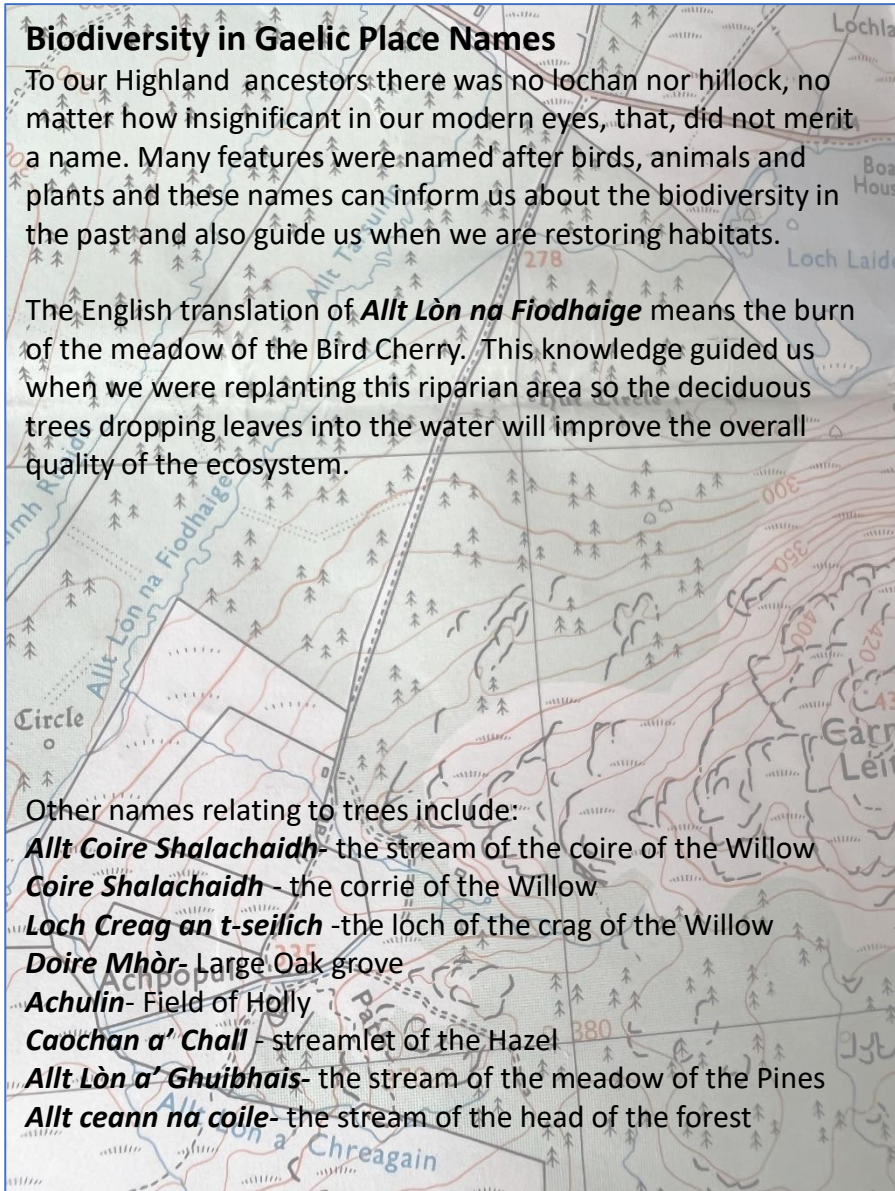 Biodiversity in Gaelic Place Names
To our Highland ancestors there was no lochan nor hillock, no
matter how insignificant in our modern eyes, that, did not merit
a name. Many features were named after birds, animals and
plants and these names can inform us about the biodiversity in
the past and also guide us when we are restoring habitats.
The English translation of Allt Lòn na Fiodhaige means the burn
of the meadow of the Bird Cherry. This knowledge guided us
when we were replanting this riparian area so the deciduous
trees dropping leaves into the water will improve the overall
quality of the ecosystem.
Other names relating to trees include:
Allt Coire Shalachaidh- the stream of the coire of the Willow
Coire Shalachaidh - the corrie of the Willow
Loch Creag an t-seilich -the loch of the crag of the Willow
Doire Mhòr- Large Oak grove
Achulin- Field of Holly
Caochan a' Chall - streamlet of the Hazel
Allt Lòn a' Ghuibhais- the stream of the meadow of the Pines
Allt ceann na coile- the stream of the head of the forest
Loch Laide
278
300
350
400
420
Allt Lòn na Fiodhaige
Circle
335
380
Allt Lòn a Chreagain